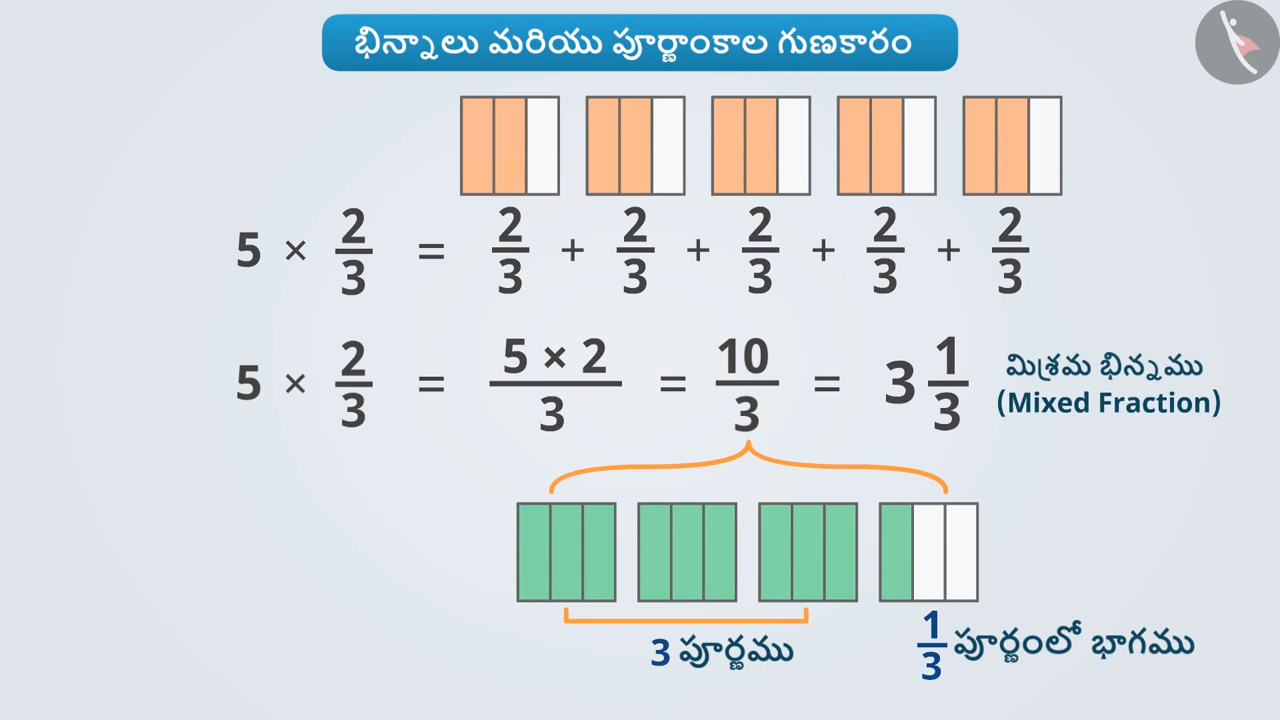 భిన్నాలు మరియు పూర్ణాంకాల గుణకారం
5 × 2/3 = 2/3 + 2/3 + 2/3 + 2/3 + 2/3
5 × 2/3 = 5 × 2/3 = 10/3 = 3 1/3
మిశ్రమ భిన్నము
(Mixed Fraction)
3 పూర్ణము
1/3 పూర్ణంలో భాగము